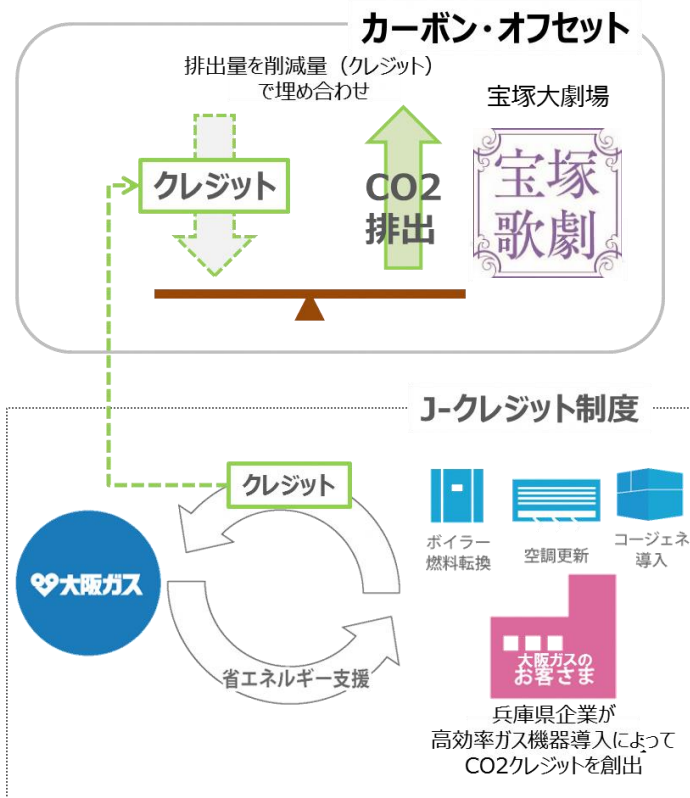 カーボン・オフセット
排出量を削減量（クレジット）
で埋め合わせ
宝塚大劇場
クレジット
CO2
排出
宝塚
歌劇
J-クレジット制度
クレジット
ボイラー
燃料転換
空調更新
コージェネ
導入
大阪ガス
大阪ガスの
お客さま
省エネルギー支援
兵庫県企業が
高効率ガス機器導入によって
CO2クレジットを創出